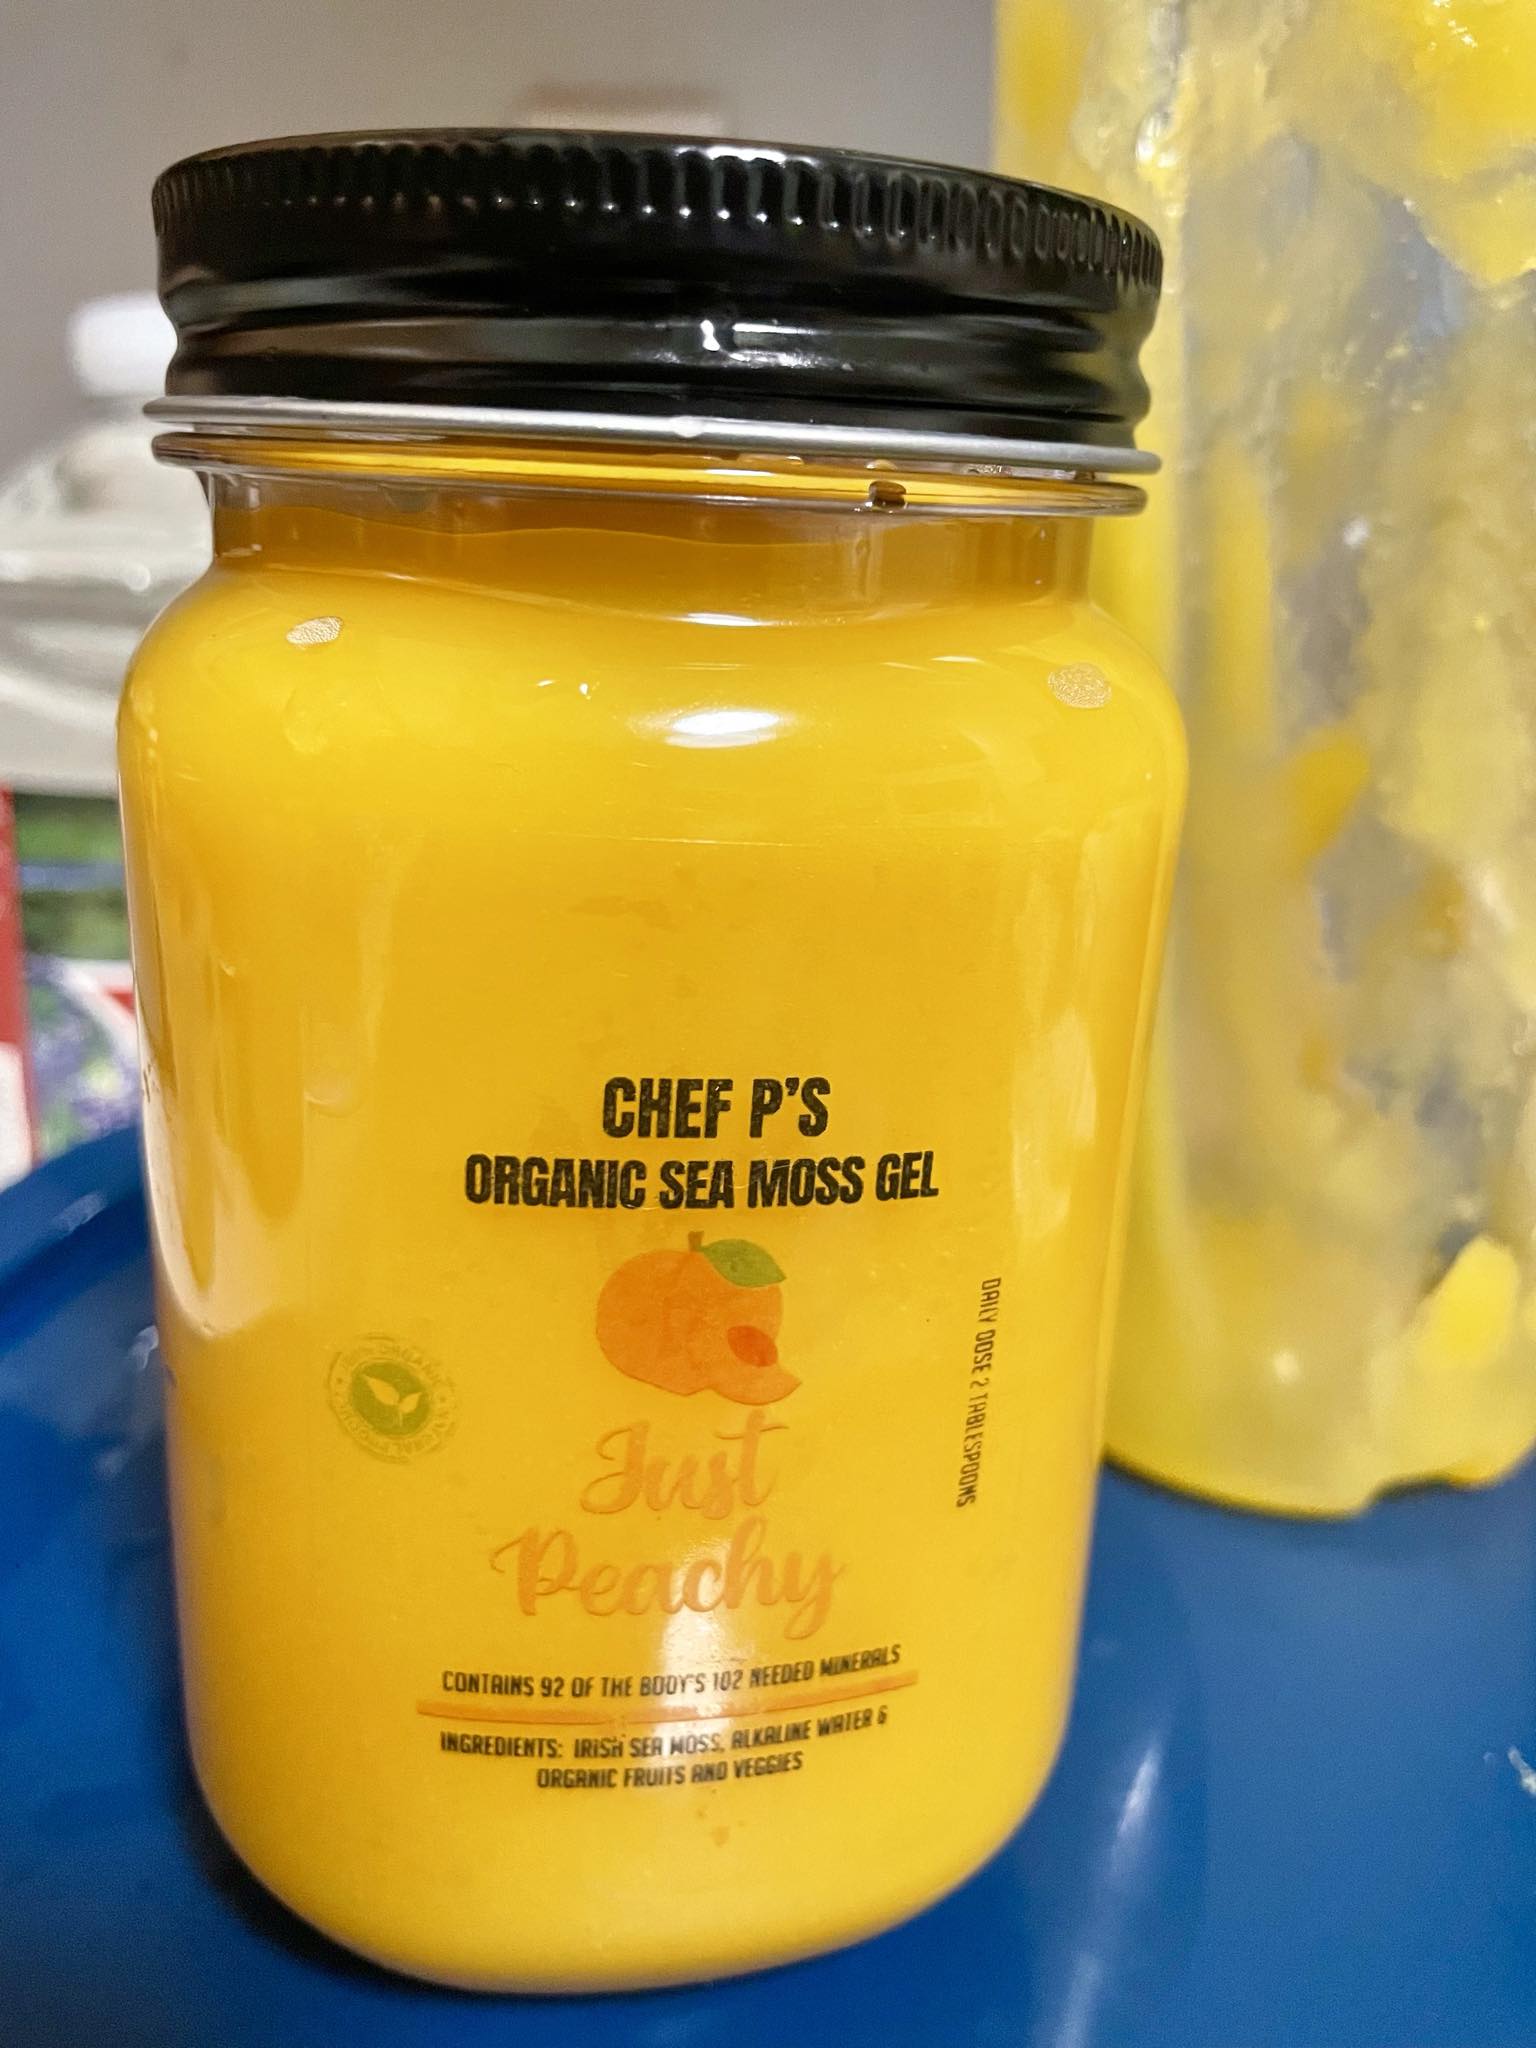 CHEF P'S
ORGANIC SEA MOSS GEL
DAILY DOSE 2 TABLESPOONS
Just
Peachy
CONTAINS 92 OF THE BODY'S 102 NEEDED MINERALS
INGREDIENTS: IRISH SEA MOSS, ALKALINE WATER &
ORGANIC FRUITS AND VEGGIES